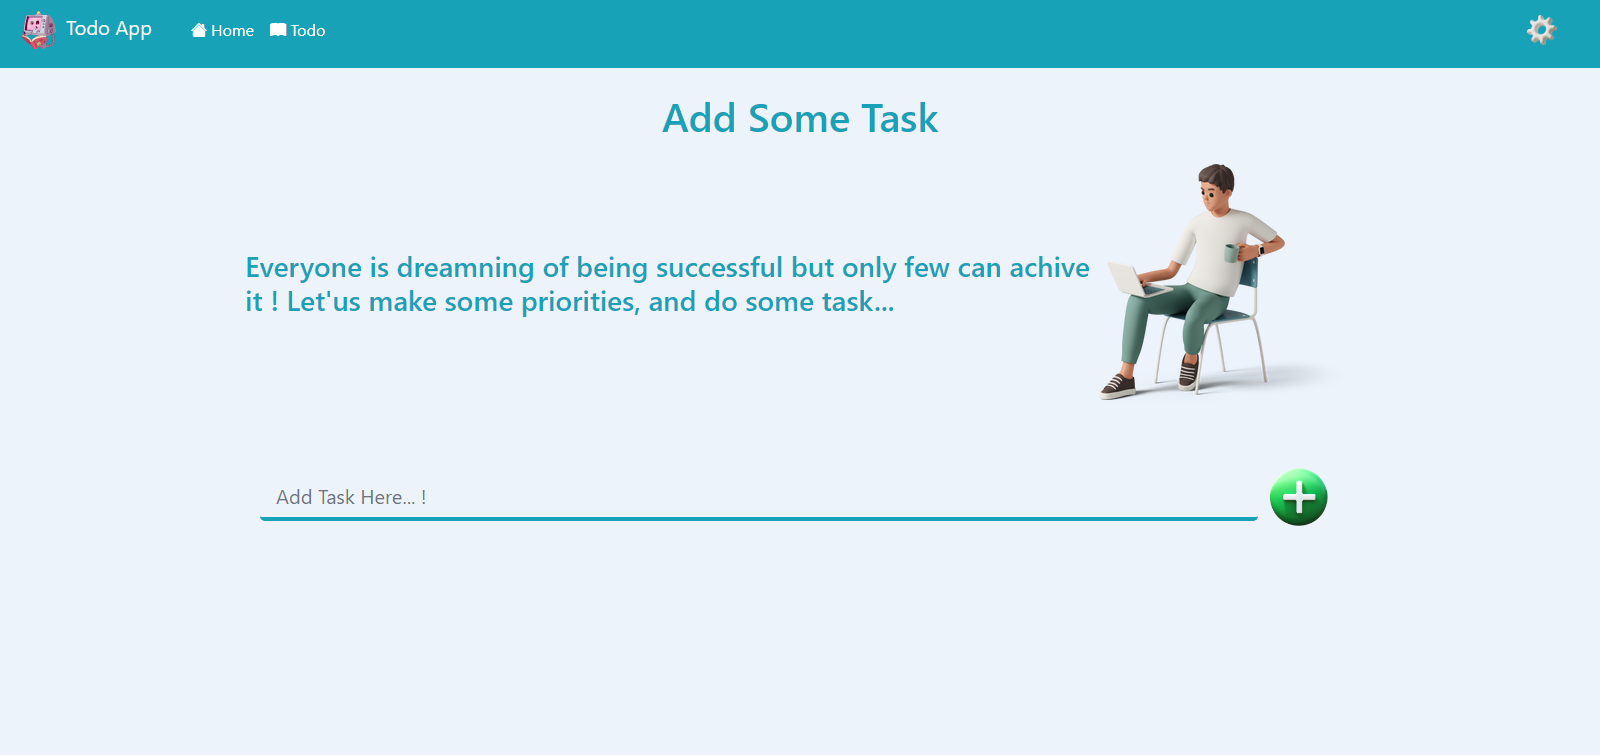 Todo App
Home
Todo
Add Some Task
Everyone is dreamning of being successful but only few can achive
it ! Let'us make some priorities, and do some task...
Add Task Here... !